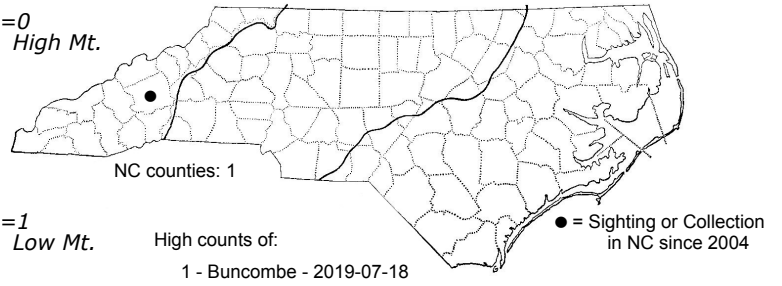 =0
High Mt.
NC counties: 1
=1
Low Mt.
High counts of:
1 - Buncombe - 2019-07-18
● = Sighting or Collection
in NC since 2004